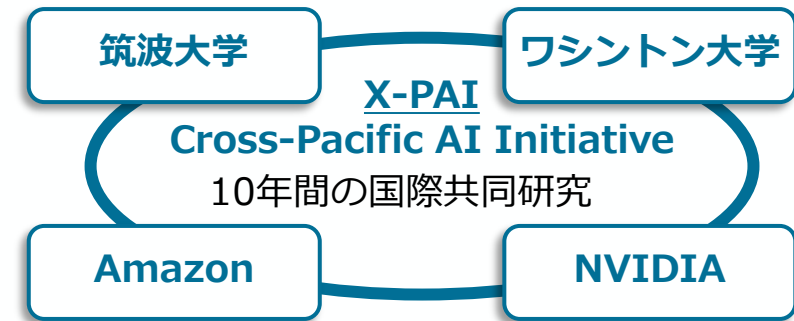 筑波大学
ワシントン大学
X-PAI
Cross-Pacific AI Initiative
10年間の国際共同研究
Amazon
NVIDIA